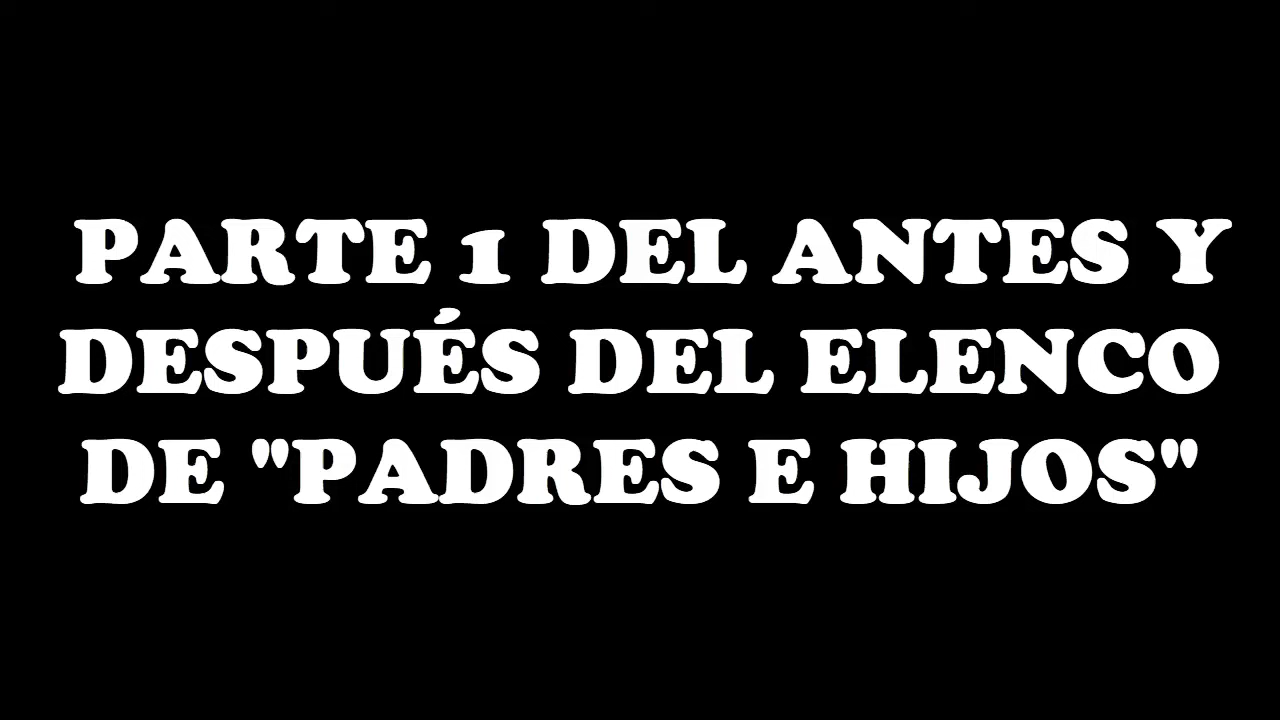 PARTE 1 DEL ANTES Y
DESPUÉS DEL ELENCO
DE "PADRES E HIJOS"